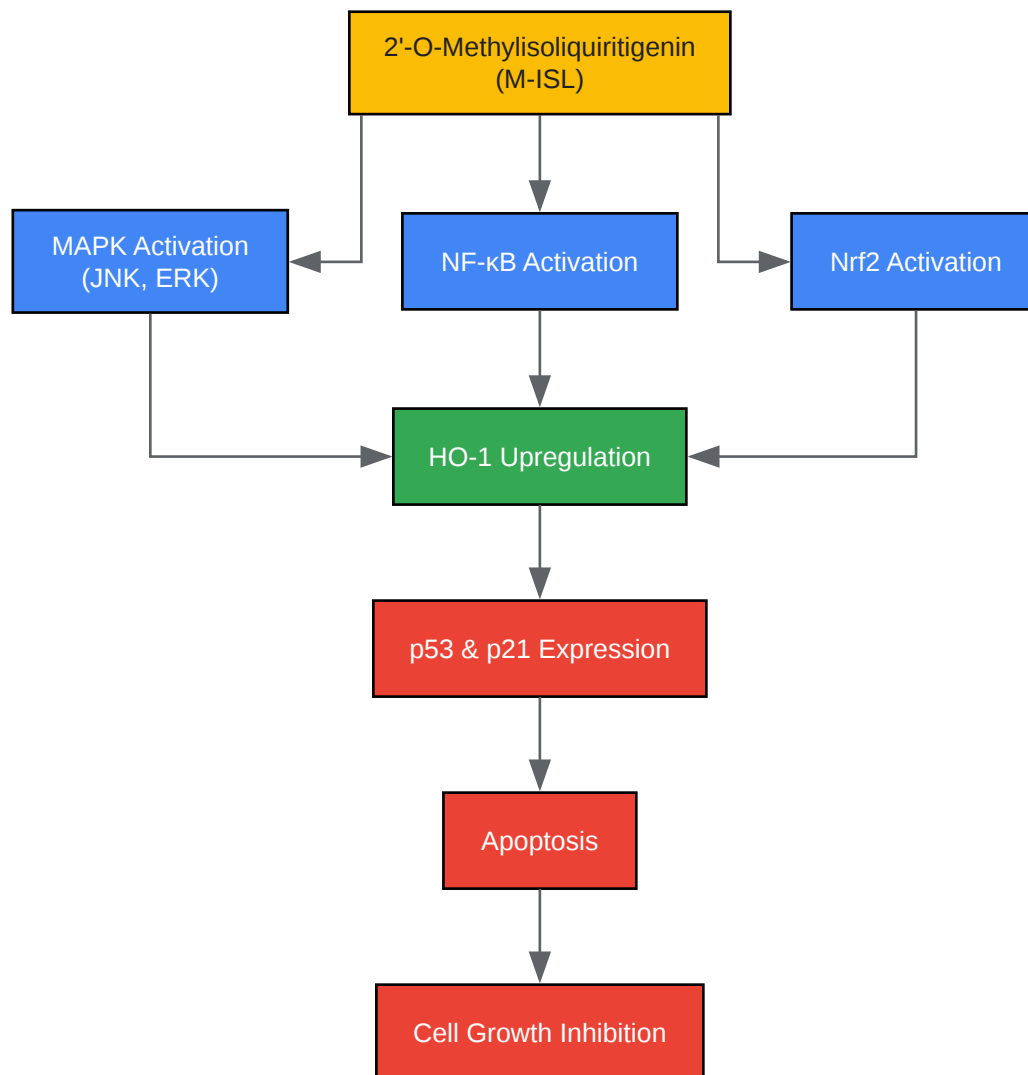 2'-O-Methylisoliquiritigenin
(M-ISL)
MAPK Activation
(JNK, ERK)
NF-κB Activation
Nrf2 Activation
HO-1 Upregulation
p53 & p21 Expression
Apoptosis
Cell Growth Inhibition